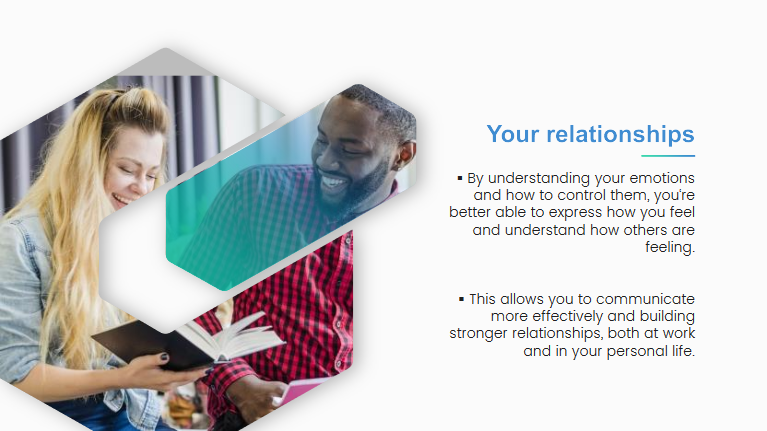 Your relationships
▪ By understanding your emotions
and how to control them, you're
better able to express how you feel
and understand how others are
feeling.
▪ This allows you to communicate
more effectively and building
stronger relationships, both at work
and in your personal life.